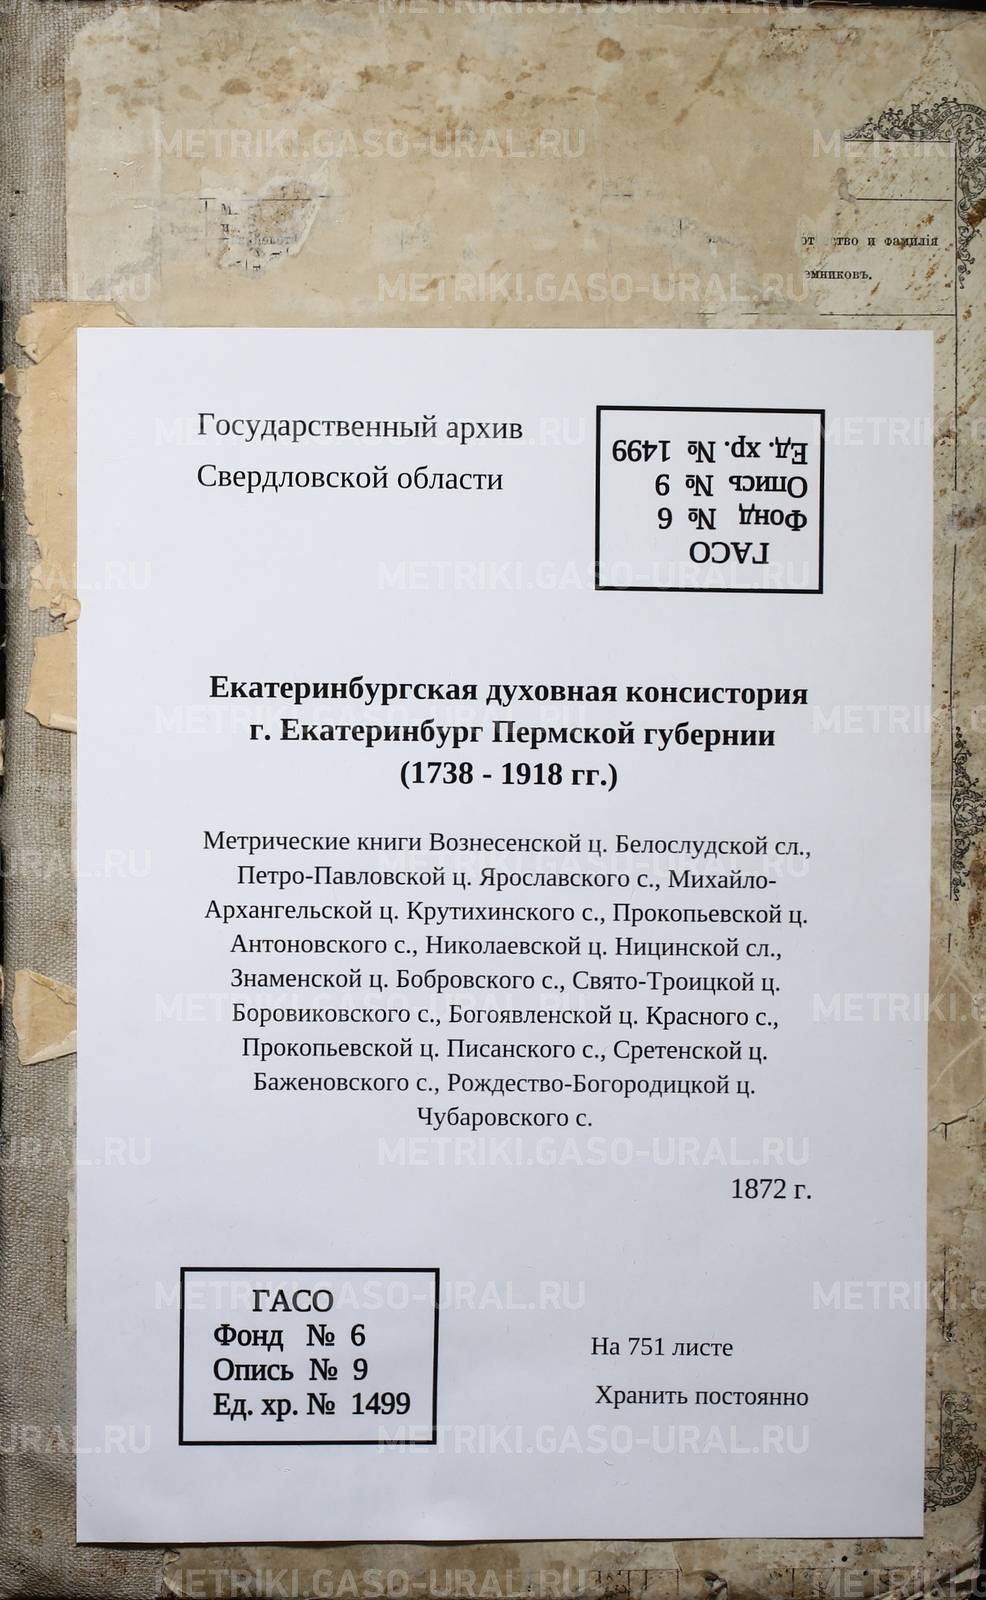 М.
и
от ство и фамилія
емниковъ.
Государственный архив
Свердловской области
ГАСО
Фонд № 6
Опись № 9
Ед. хр. № 1499
Екатеринбургская духовная консистория
г. Екатеринбург Пермской губернии
(1738 - 1918 гг.)
Метрические книги Вознесенской ц. Белослудской сл.,
Петро-Павловской ц. Ярославского с., Михайло-
Архангельской ц. Крутихинского с., Прокопьевской ц.
Антоновского с., Николаевской ц. Ницинской сл.,
Знаменской ц. Бобровского с., Свято-Троицкой ц.
Боровиковского с., Богоявленской ц. Красного с.,
Прокопьевской ц. Писанского с., Сретенской ц.
Баженовского с., Рождество-Богородицкой ц.
Чубаровского с.
1872 г.
ГАСО
Фонд № 6
Опись № 9
Ед. хр. № 1499
На 751 листе
Хранить постоянно
METRIKI.GASO-URAL.RU